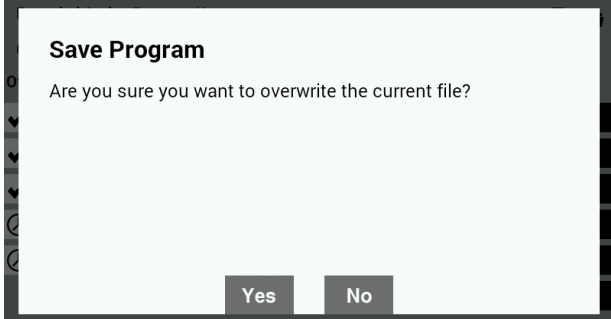 Save Program
Are you sure you want to overwrite the current file?
Yes
No